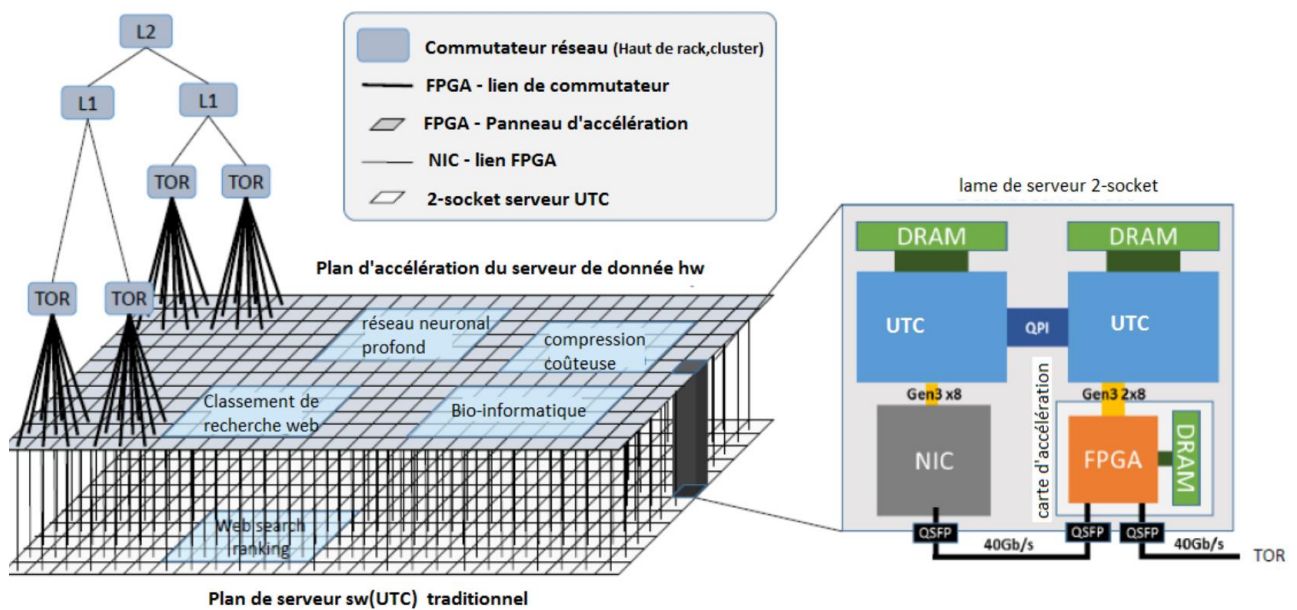 L2
L1
L1
TOR
TOR
TOR
TOR
Commutateur réseau (Haut de rack,cluster)
FPGA - lien de commutateur
FPGA - Panneau d'accélération
NIC - lien FPGA
2-socket serveur UTC
Plan d'accélération du serveur de donnée hw
réseau neuronal
profond
compression
coûteuse
Classement de
recherche web
Bio-informatique
Web search
ranking
Plan de serveur sw(UTC) traditionnel
lame de serveur 2-socket
DRAM
DRAM
UTC
QPI
UTC
Gen3 x8
Gen3 2x8
carte d'accélération
NIC
FPGA
DRAM
QSFP
QSFP
QSFP
40Gb/s
40Gb/s
TOR